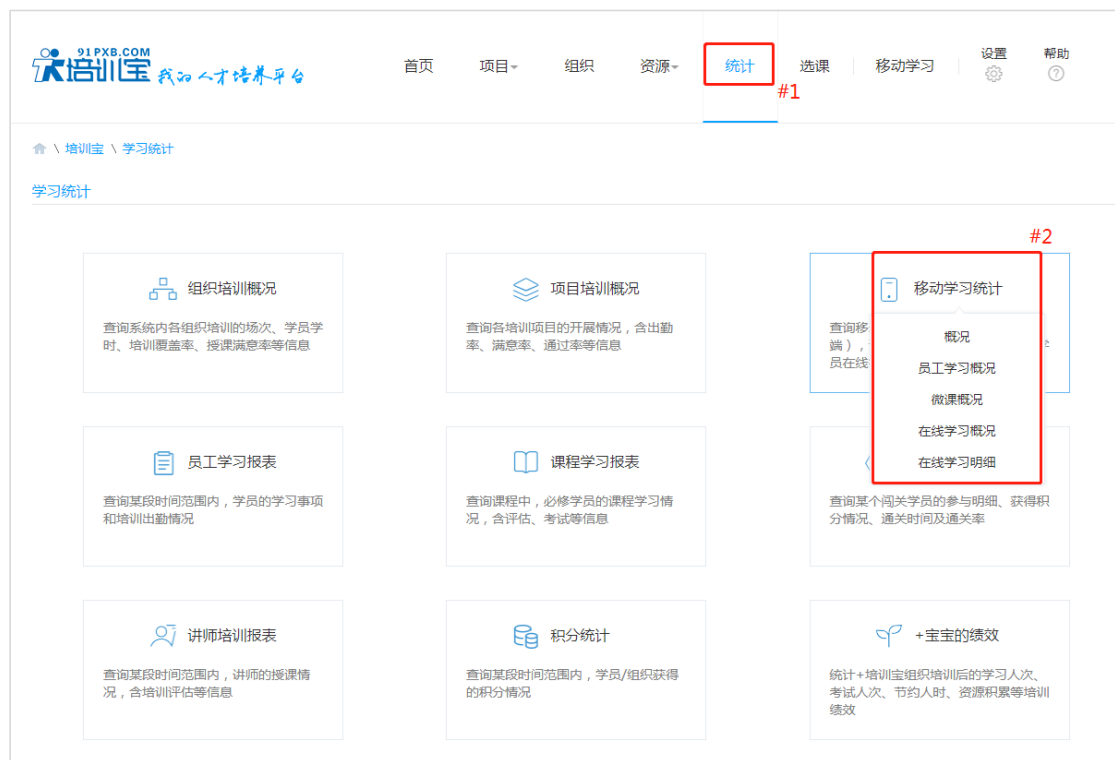 91PXB.COM
培训宝 我的人才培养平台
首页 项目 组织 资源 统计 选课 移动学习 设置 帮助
#1
\ 培训宝 \ 学习统计
学习统计
#2
组织培训概况
查询系统内各组织培训的场次、学员学
时、培训覆盖率、授课满意率等信息
项目培训概况
查询各培训项目的开展情况，含出勤
率、满意率、通过率等信息
移动学习统计
查询移
端），
员在线
概况
员工学习概况
微课概况
在线学习概况
在线学习明细
员工学习报表
查询某段时间范围内，学员的学习事项
和培训出勤情况
课程学习报表
查询课程中，必修学员的课程学习情
况，含评估、考试等信息
查询某个闯关学员的参与明细、获得积
分情况、通关时间及通关率
讲师培训报表
查询某段时间范围内，讲师的授课情
况，含培训评估等信息
积分统计
查询某段时间范围内，学员/组织获得
的积分情况
+宝宝的绩效
统计+培训宝组织培训后的学习人次、
考试人次、节约人时、资源积累等培训
绩效